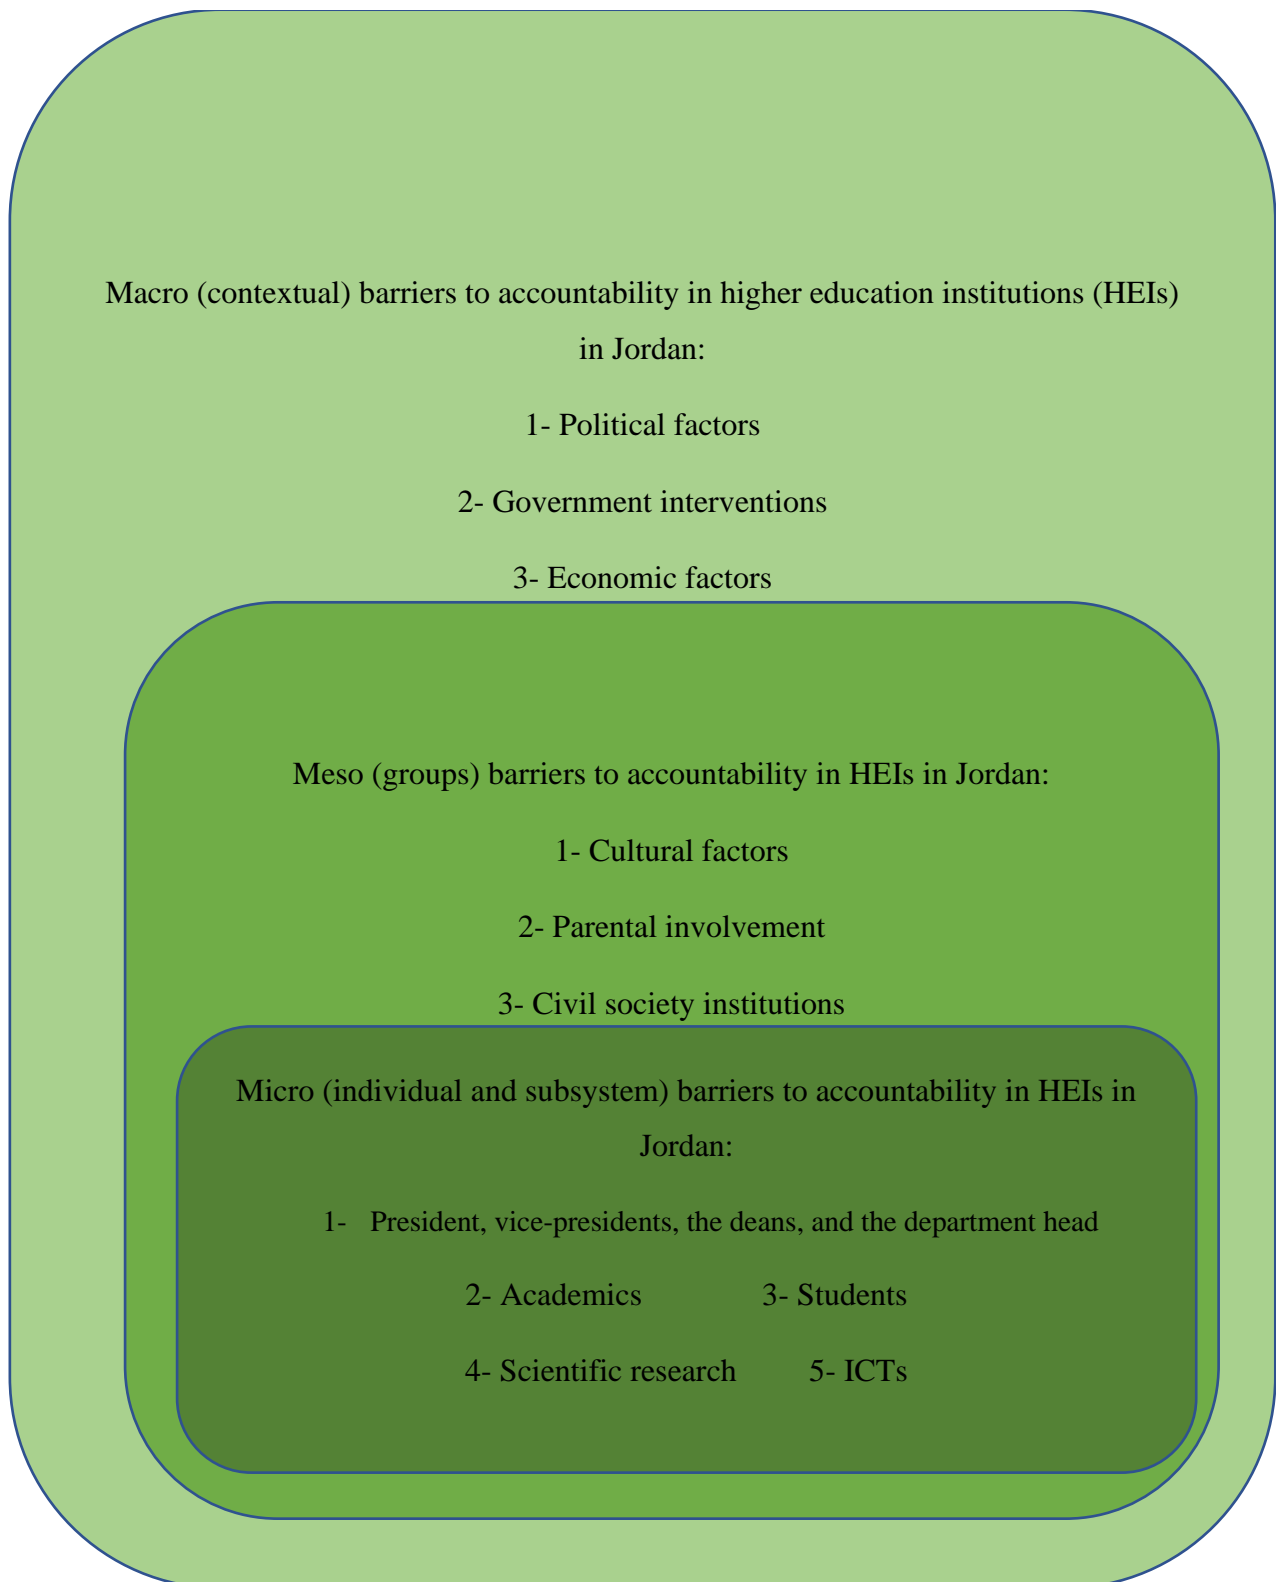 Macro (contextual) barriers to accountability in higher education institutions (HEIs)
in Jordan:
1- Political factors
2- Government interventions
3- Economic factors
Meso (groups) barriers to accountability in HEIs in Jordan:
1- Cultural factors
2- Parental involvement
3- Civil society institutions
Micro (individual and subsystem) barriers to accountability in HEIs in
Jordan:
1- President, vice-presidents, the deans, and the department head
2- Academics 3- Students
4- Scientific research 5- ICTs